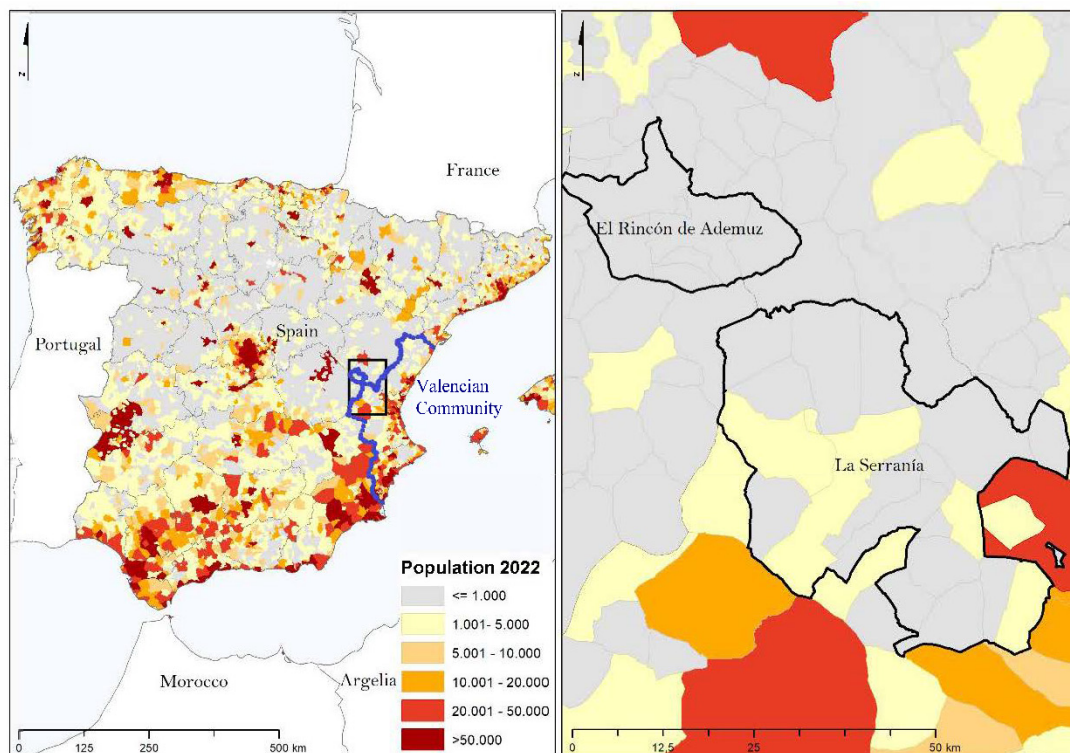 z
France
Portugal
Spain
Valencian
Community
Morocco
Argelia
Population 2022
<= 1.000
1.001- 5.000
5.001 - 10.000
10.001 - 20.000
20.001 - 50.000
>50.000
0 125 250 500 km
z
El Rincón de Ademuz
La Serranía
0 12,5 25 50 km